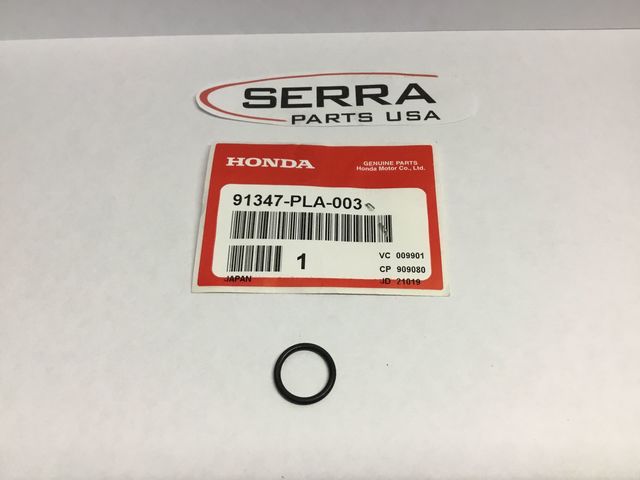 SERRA
PARTS USA
HONDA
GENUINE PARTS
Honda Motor Co., Ltd.
91347-PLA-003
VC 009901
1
CP 909080
JAPAN
JD 21019